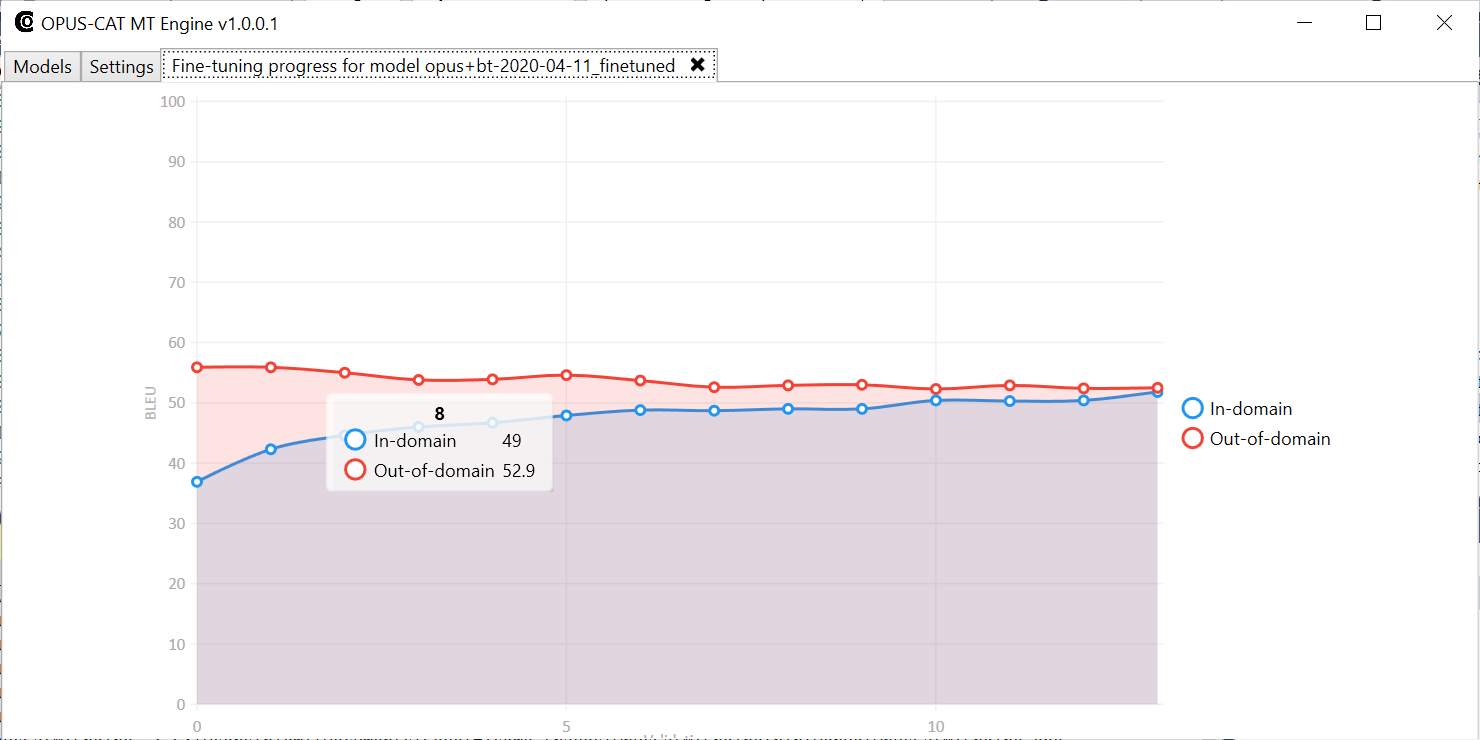 OPUS-CAT MT Engine v1.0.0.1
Models
Settings
Fine-tuning progress for model opus+bt-2020-04-11_finetuned
100
90
80
70
60
50
40
30
20
10
0
BLEU
8
In-domain 49
Out-of-domain 52.9
In-domain
Out-of-domain
0
5
10